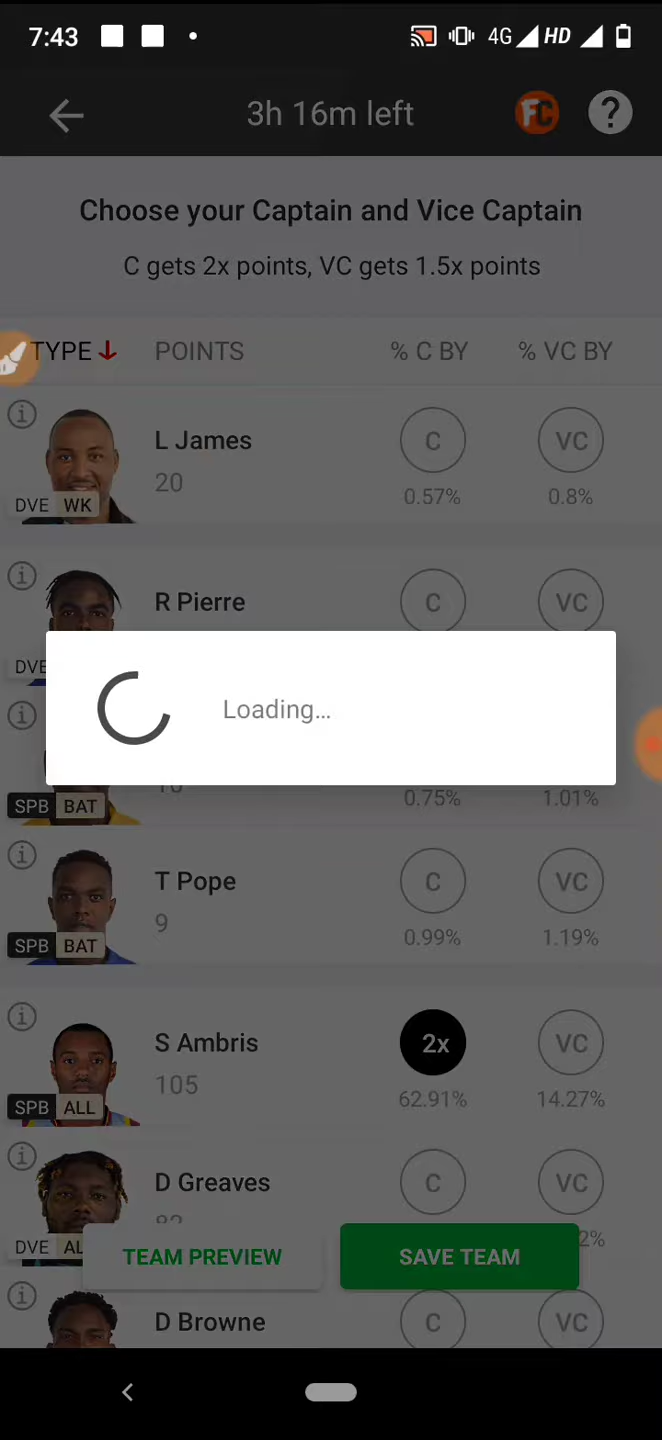 7:43 4G HD
3h 16m left FC ?
Choose your Captain and Vice Captain
C gets 2x points, VC gets 1.5x points
TYPE POINTS % C BY % VC BY
L James C VC
20
DVE WK 0.57% 0.8%
R Pierre C VC
DVE
Loading...
SPB BAT 0.75% 1.01%
T Pope C VC
9
SPB BAT 0.99% 1.19%
S Ambris 2x VC
105
SPB ALL 62.91% 14.27%
D Greaves C VC
DVE AL 2%
TEAM PREVIEW SAVE TEAM
D Browne C VC